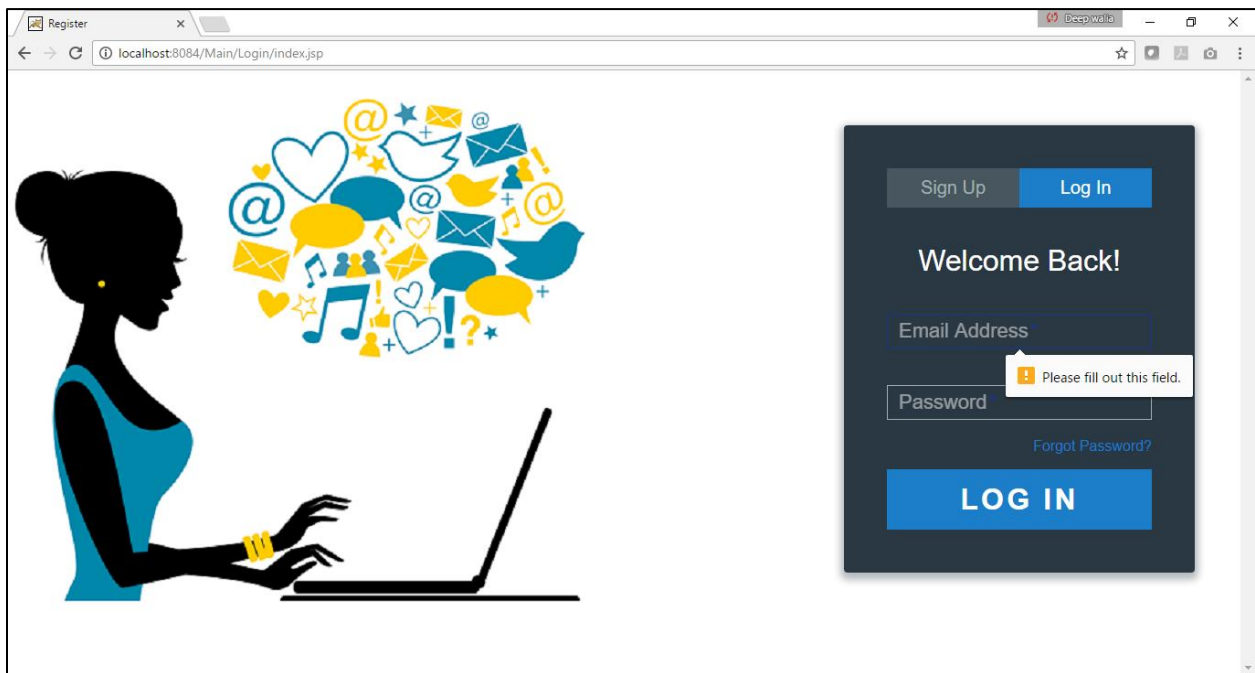 Register
Deep walia
localhost:8084/Main/Login/index.jsp
Sign Up Log In
Welcome Back!
Email Address*
Please fill out this field.
Password*
Forgot Password?
LOG IN